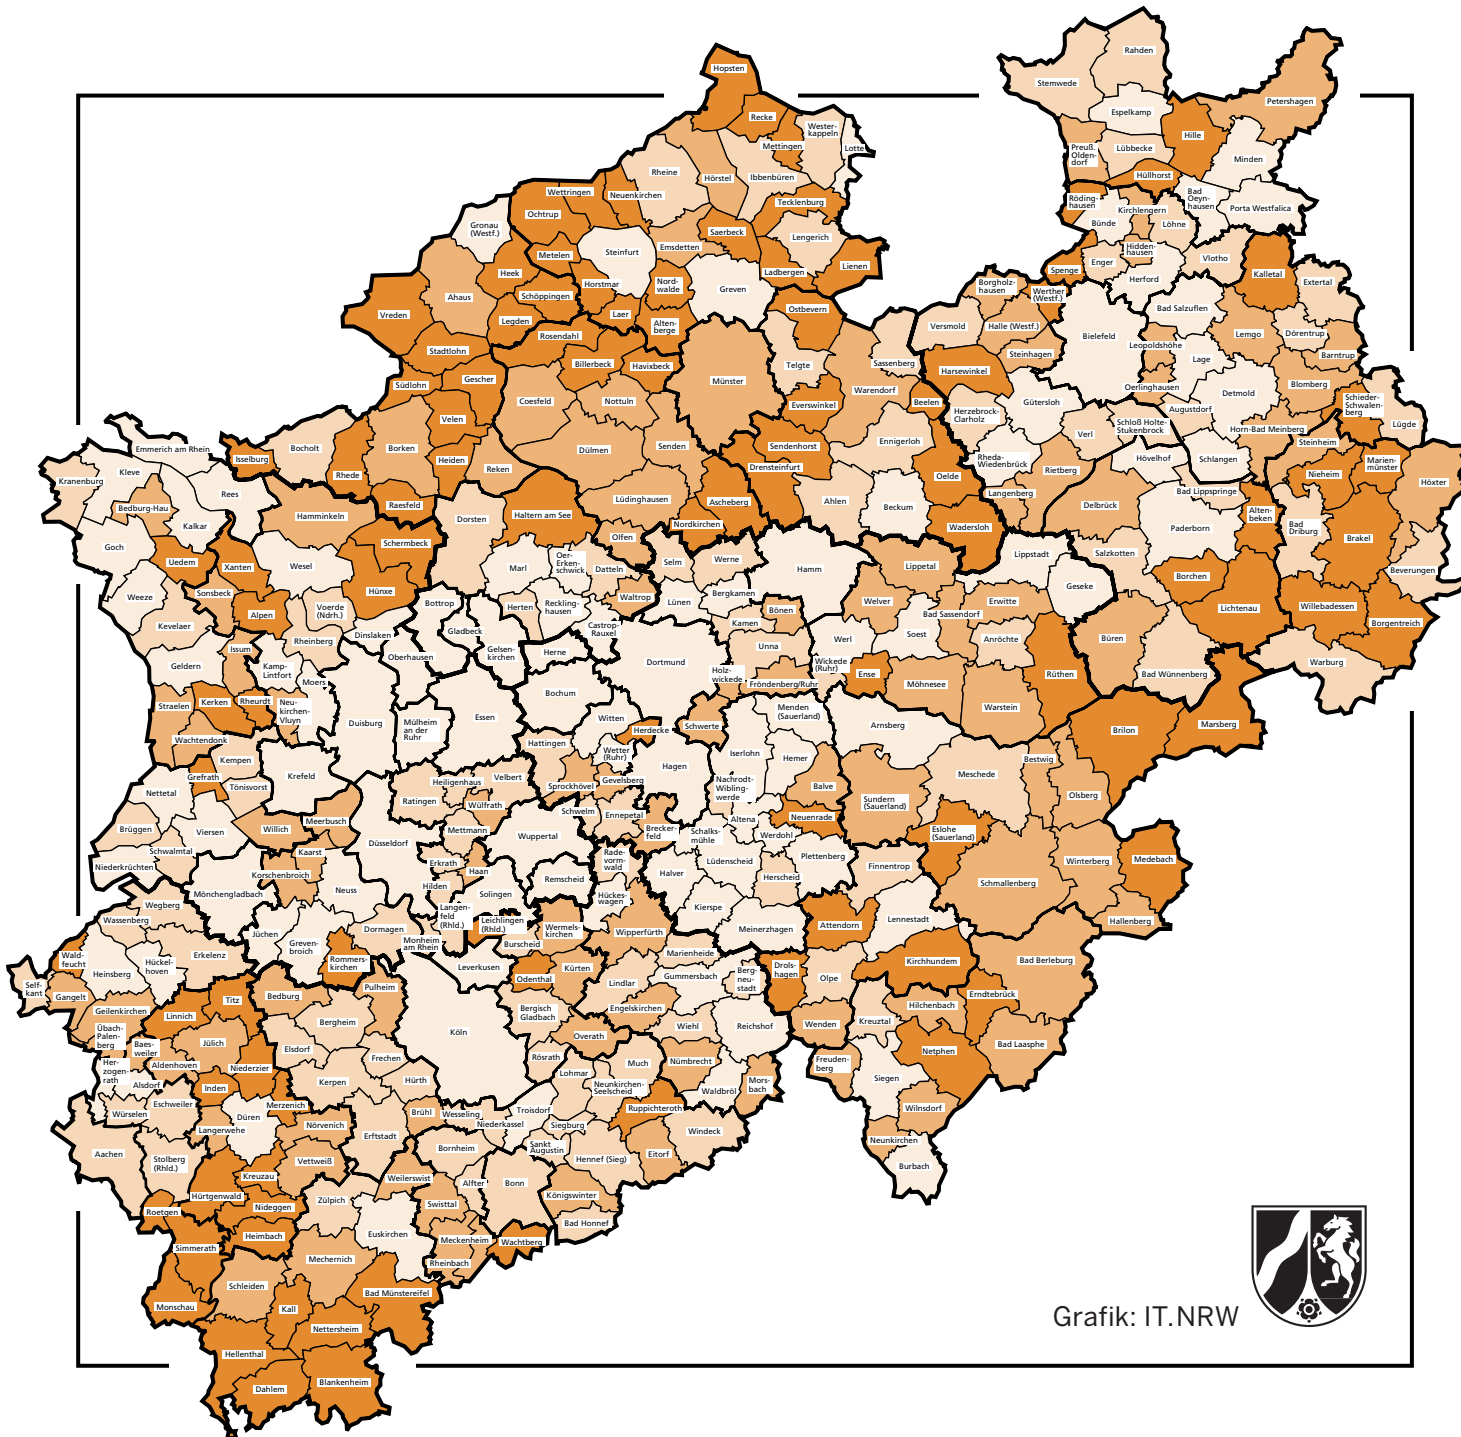 Rahden
Stemwede
Hopsten
Petershagen
Espelkamp
Recke
Wester-
kappeln
Hille
Mettingen
Lotte
Preuß.
Olden-
dorf
Lübbecke
Minden
Rheine
Hörstel
Ibbenbüren
Hüllhorst
Wettringen
Neuenkirchen
Tecklenburg
Röding-
hausen
Bad
Oeyn-
hausen
Porta Westfalica
Ochtrup
Kirchlengern
Bünde
Löhne
Gronau
(Westf.)
Saerbeck
Lengerich
Emsdetten
Hidden-
hausen
Metelen
Steinfurt
Enger
Vlotho
Lienen
Spenge
Ladbergen
Heek
Kalletal
Herford
Extertal
Horstmar
Nord-
walde
Greven
Borgholz-
hausen
Werther
(Westf.)
Ahaus
Schöppingen
Ostbevern
Bad Salzuflen
Vreden
Laer
Legden
Alten-
berge
Versmold
Halle (Westf.)
Lemgo
Dörentrup
Rosendahl
Bielefeld
Leopoldshöhe
Stadtlohn
Steinhagen
Barntrup
Billerbeck
Havixbeck
Telgte
Sassenberg
Lage
Harsewinkel
Münster
Gescher
Südlohn
Oerlinghausen
Blomberg
Warendorf
Detmold
Coesfeld
Nottuln
Everswinkel
Beelen
Gütersloh
Schieder-
Schwalen-
berg
Augustdorf
Herzebrock-
Clarholz
Velen
Schloß Holte-
Stukenbrock
Lügde
Horn-Bad Meinberg
Verl
Ennigerloh
Steinheim
Bocholt
Borken
Dülmen
Senden
Sendenhorst
Emmerich am Rhein
Isselburg
Heiden
Drensteinfurt
Rheda-
Wiedenbrück
Hövelhof
Schlangen
Marien-
münster
Reken
Rietberg
Kleve
Rhede
Oelde
Nieheim
Kranenburg
Höxter
Rees
Langenberg
Bad Lippspringe
Lüdinghausen
Ascheberg
Ahlen
Raesfeld
Bedburg-Hau
Delbrück
Beckum
Haltern am See
Alten-
beken
Hamminkeln
Dorsten
Nordkirchen
Wadersloh
Kalkar
Paderborn
Bad
Driburg
Olfen
Brakel
Schermbeck
Goch
Lippstadt
Salzkotten
Oer-
Erken-
schwick
Werne
Selm
Uedem
Xanten
Wesel
Marl
Datteln
Hamm
Lippetal
Geseke
Beverungen
Borchen
Hünxe
Sonsbeck
Bergkamen
Weeze
Waltrop
Lünen
Welver
Erwitte
Voerde
(Ndrh.)
Bottrop
Herten
Reckling-
hausen
Bönen
Willebadessen
Lichtenau
Alpen
Bad Sassendorf
Kamen
Borgentreich
Kevelaer
Castrop-
Rauxel
Gladbeck
Dinslaken
Soest
Werl
Anröchte
Büren
Rheinberg
Issum
Gelsen-
kirchen
Herne
Unna
Oberhausen
Dortmund
Wickede
(Ruhr)
Geldern
Kamp-
Lintfort
Warburg
Holz-
wickede
Ense
Rüthen
Bad Wünnenberg
Moers
Fröndenberg/Ruhr
Möhnesee
Bochum
Kerken
Rheurdt
Straelen
Neu-
kirchen-
Vluyn
Warstein
Menden
(Sauerland)
Essen
Witten
Duisburg
Mülheim
an der
Ruhr
Herdecke
Schwerte
Arnsberg
Marsberg
Brilon
Wachtendonk
Hattingen
Wetter
(Ruhr)
Iserlohn
Hemer
Bestwig
Kempen
Hagen
Krefeld
Grefrath
Meschede
Heiligenhaus
Velbert
Gevelsberg
Nachrodt-
Wibling-
werde
Tönisvorst
Sprockhövel
Balve
Nettetal
Olsberg
Ratingen
Wülfrath
Sundern
(Sauerland)
Schwelm
Ennepetal
Neuenrade
Altena
Meerbusch
Brüggen
Willich
Viersen
Mettmann
Brecker-
feld
Schalks-
mühle
Werdohl
Eslohe
(Sauerland)
Wuppertal
Düsseldorf
Schwalmtal
Kaarst
Rade-
vorm-
wald
Plettenberg
Lüdenscheid
Medebach
Winterberg
Erkrath
Niederkrüchten
Haan
Finnentrop
Korschenbroich
Halver
Herscheid
Remscheid
Schmallenberg
Hilden
Neuss
Mönchengladbach
Solingen
Hückes-
wagen
Wegberg
Kierspe
Langen-
feld
(Rhld.)
Wassenberg
Leichlingen
(Rhld.)
Lennestadt
Hallenberg
Attendorn
Wermels-
kirchen
Dormagen
Meinerzhagen
Wipperfürth
Jüchen
Greven-
broich
Monheim
am Rhein
Burscheid
Wald-
feucht
Erkelenz
Marienheide
Rommers-
kirchen
Hückel-
hoven
Kirchhundem
Bad Berleburg
Leverkusen
Kürten
Drols-
hagen
Heinsberg
Odenthal
Gummersbach
Berg-
neu-
stadt
Olpe
Self-
kant
Lindlar
Pulheim
Gangelt
Titz
Bedburg
Erndtebrück
Hilchenbach
Geilenkirchen
Engelskirchen
Bergisch
Gladbach
Linnich
Bergheim
Kreuztal
Wenden
Wiehl
Reichshof
Köln
Übach-
Palen-
berg
Overath
Jülich
Baes-
weiler
Bad Laasphe
Elsdorf
Netphen
Rösrath
Frechen
Nümbrecht
Freuden-
berg
Aldenhoven
Much
Her-
zogen-
rath
Niederzier
Lohmar
Hürth
Siegen
Kerpen
Neunkirchen-
Seelscheid
Alsdorf
Inden
Mors-
bach
Waldbröl
Eschweiler
Merzenich
Ruppichteroth
Wilnsdorf
Brühl
Wesseling
Troisdorf
Würselen
Düren
Niederkassel
Siegburg
Nörvenich
Langerwehe
Windeck
Erftstadt
Neunkirchen
Bornheim
Sankt
Augustin
Aachen
Eitorf
Stolberg
(Rhld.)
Hennef (Sieg)
Vettweiß
Burbach
Kreuzau
Weilerswist
Alfter
Bonn
Hürtgenwald
Königswinter
Zülpich
Swisttal
Nideggen
Roetgen
Bad Honnef
Euskirchen
Heimbach
Meckenheim
Wachtberg
Simmerath
Mechernich
Rheinbach
Schleiden
Bad Münstereifel
Monschau
Kall
Grafik: IT.NRW
Nettersheim
Hellenthal
Blankenheim
Dahlem